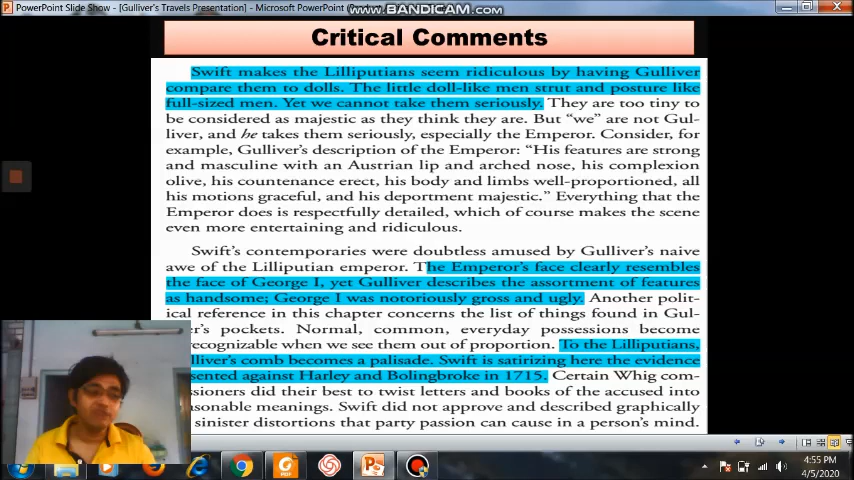 PowerPoint Slide Show - [Gulliver's Travels Presentation] - Microsoft PowerPoint (
www.BANDICAM.com
Critical Comments
Swift makes the Lilliputians seem ridiculous by having Gulliver
compare them to dolls. The little doll-like men strut and posture like
full-sized men. Yet we cannot take them seriously. They are too tiny to
be considered as majestic as they think they are. But “we” are not Gul-
liver, and he takes them seriously, especially the Emperor. Consider, for
example, Gulliver's description of the Emperor: “His features are strong
and masculine with an Austrian lip and arched nose, his complexion
olive, his countenance erect, his body and limbs well-proportioned, all
his motions graceful, and his deportment majestic.” Everything that the
Emperor does is respectfully detailed, which of course makes the scene
even more entertaining and ridiculous.
Swift's contemporaries were doubtless amused by Gulliver's naive
awe of the Lilliputian emperor. The Emperor's face clearly resembles
the face of George I, yet Gulliver describes the assortment of features
as handsome; George I was notoriously gross and ugly. Another polit-
ical reference in this chapter concerns the list of things found in Gul-
er's pockets. Normal, common, everyday possessions become
recognizable when we see them out of proportion. To the Lilliputians,
lliver's comb becomes a palisade. Swift is satirizing here the evidence
sented against Harley and Bolingbroke in 1715. Certain Whig com-
ssioners did their best to twist letters and books of the accused into
sonable meanings. Swift did not approve and described graphically
sinister distortions that party passion can cause in a person's mind.
4:55 PM
4/5/2020